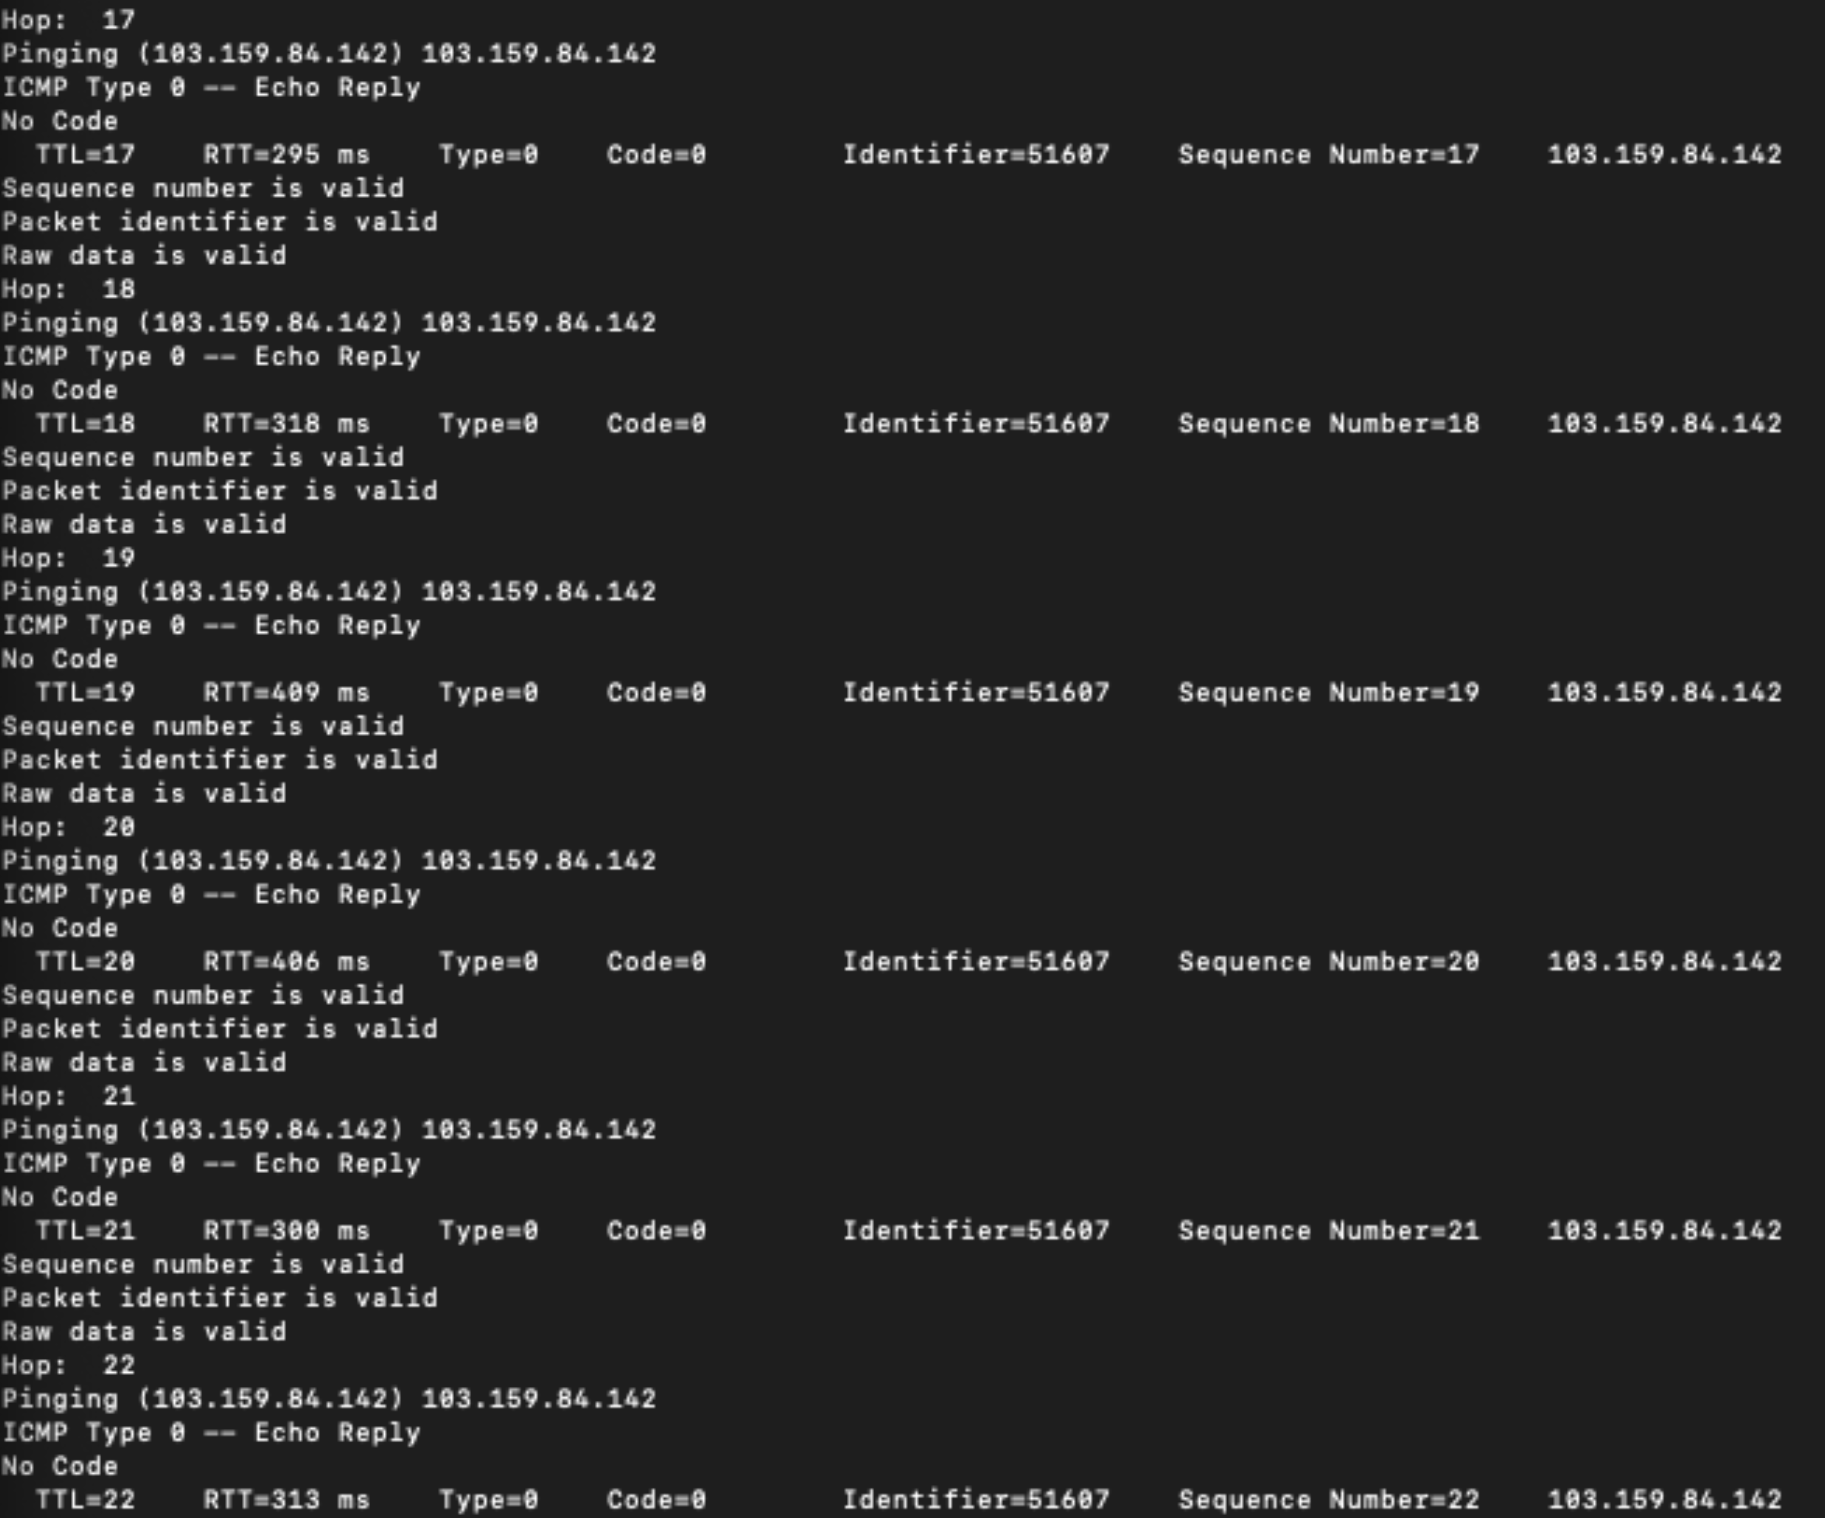 Hop:  17
Pinging (103.159.84.142) 103.159.84.142
ICMP Type 0 -- Echo Reply
No Code
  TTL=17    RTT=295 ms    Type=0    Code=0        Identifier=51607    Sequence Number=17    103.159.84.142
Sequence number is valid
Packet identifier is valid
Raw data is valid
Hop:  18
Pinging (103.159.84.142) 103.159.84.142
ICMP Type 0 -- Echo Reply
No Code
  TTL=18    RTT=318 ms    Type=0    Code=0        Identifier=51607    Sequence Number=18    103.159.84.142
Sequence number is valid
Packet identifier is valid
Raw data is valid
Hop:  19
Pinging (103.159.84.142) 103.159.84.142
ICMP Type 0 -- Echo Reply
No Code
  TTL=19    RTT=409 ms    Type=0    Code=0        Identifier=51607    Sequence Number=19    103.159.84.142
Sequence number is valid
Packet identifier is valid
Raw data is valid
Hop:  20
Pinging (103.159.84.142) 103.159.84.142
ICMP Type 0 -- Echo Reply
No Code
  TTL=20    RTT=406 ms    Type=0    Code=0        Identifier=51607    Sequence Number=20    103.159.84.142
Sequence number is valid
Packet identifier is valid
Raw data is valid
Hop:  21
Pinging (103.159.84.142) 103.159.84.142
ICMP Type 0 -- Echo Reply
No Code
  TTL=21    RTT=300 ms    Type=0    Code=0        Identifier=51607    Sequence Number=21    103.159.84.142
Sequence number is valid
Packet identifier is valid
Raw data is valid
Hop:  22
Pinging (103.159.84.142) 103.159.84.142
ICMP Type 0 -- Echo Reply
No Code
  TTL=22    RTT=313 ms    Type=0    Code=0        Identifier=51607    Sequence Number=22    103.159.84.142